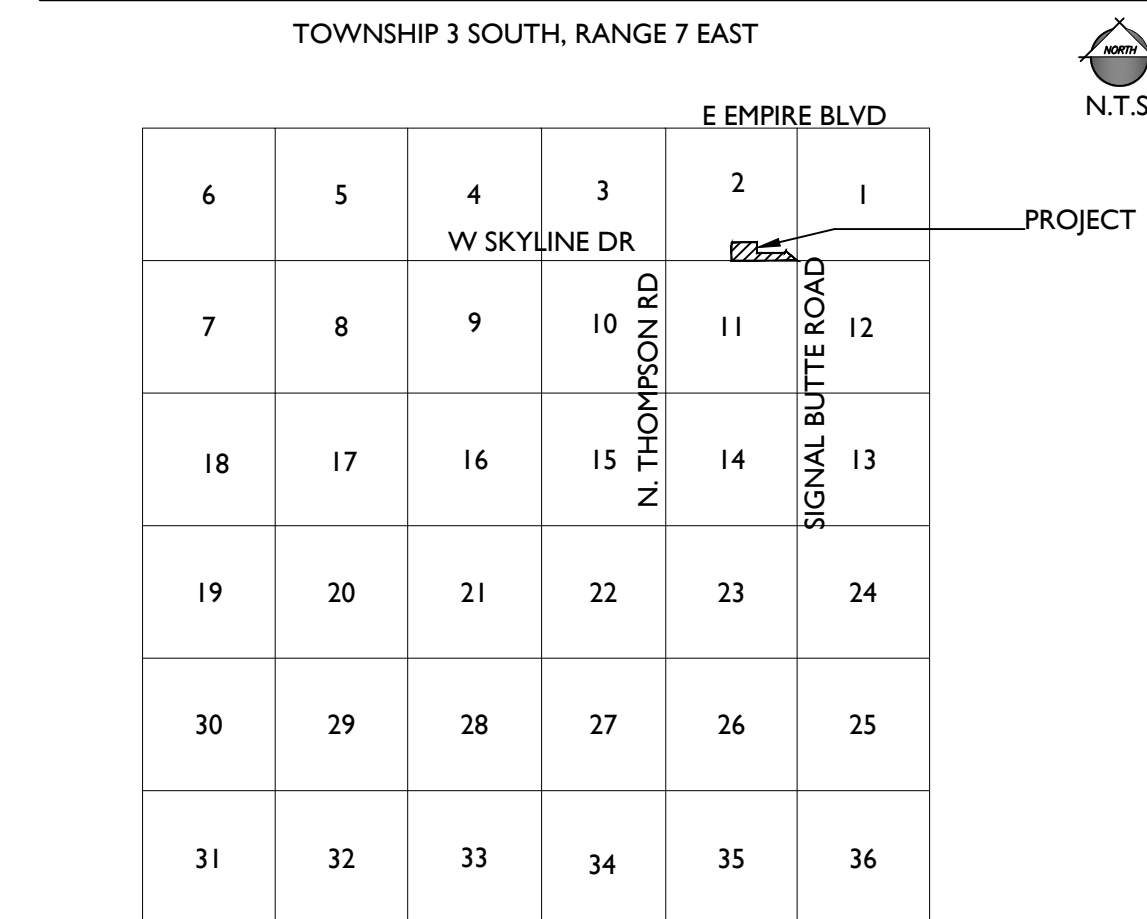 TOWNSHIP 3 SOUTH, RANGE 7 EAST
NORTH
N.T.S
E EMPIRE BLVD
6 5 4 3 2 1
PROJECT
W SKYLINE DR
7 8 9 10 11 12
N. THOMPSON RD
SIGNAL BUTTE ROAD
18 17 16 15 14 13
19 20 21 22 23 24
30 29 28 27 26 25
31 32 33 34 35 36